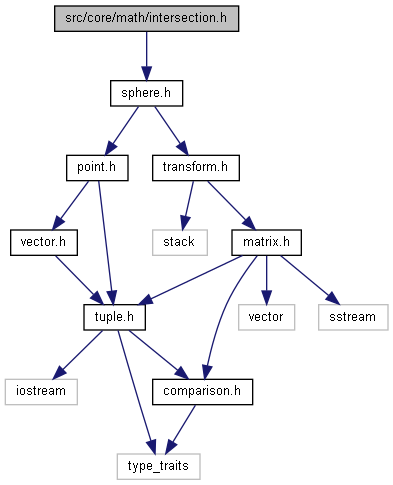 src/core/math/intersection.h
sphere.h
point.h
transform.h
vector.h
stack
matrix.h
tuple.h
vector
sstream
iostream
comparison.h
type_traits